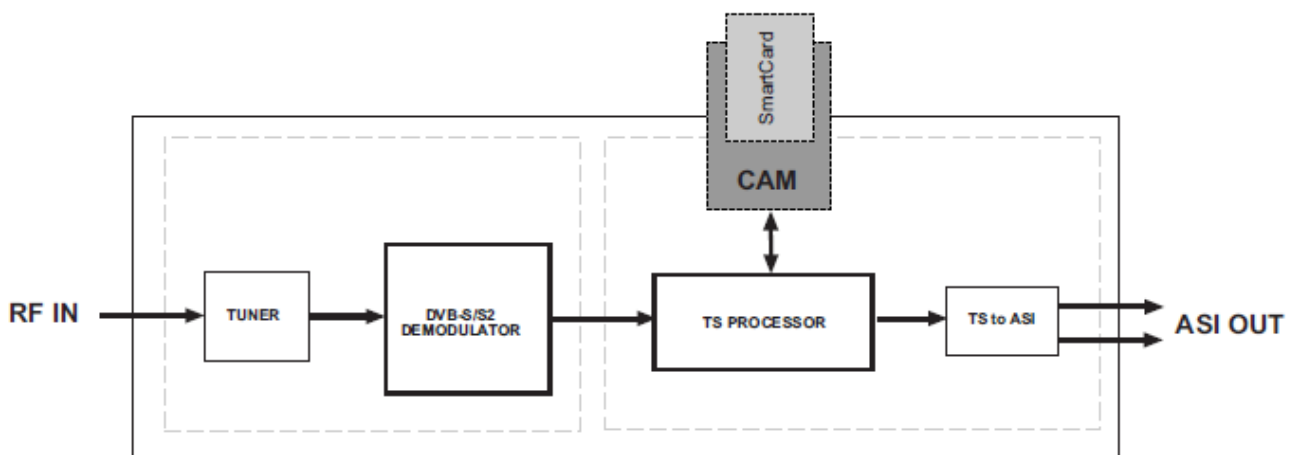 SmartCard
CAM
RF IN
TUNER
DVB-S/S2
DEMODULATOR
TS PROCESSOR
TS to ASI
ASI OUT